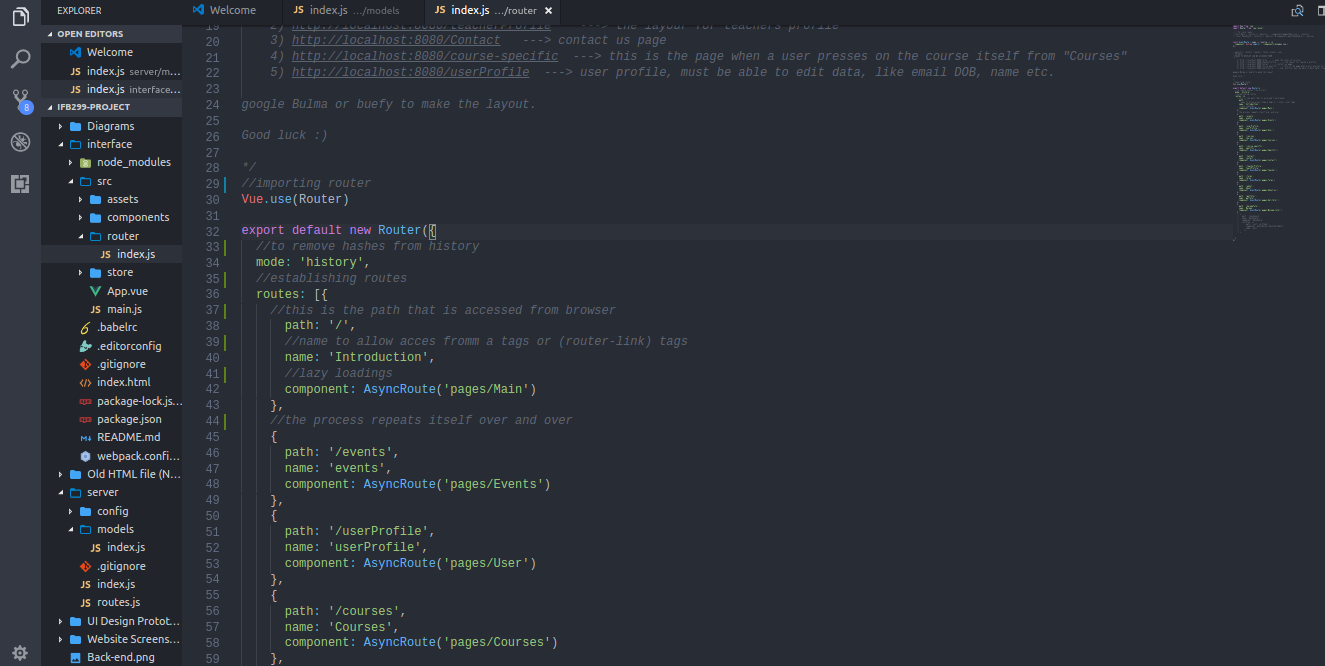 EXPLORER
OPEN EDITORS
Welcome
index.js server/m...
index.js interface...
IFB299-PROJECT
Diagrams
interface
node_modules
src
assets
components
router
index.js
store
App.vue
main.js
.babelrc
.editorconfig
.gitignore
index.html
package-lock.js...
package.json
README.md
webpack.confi...
Old HTML file (N...
server
config
models
index.js
.gitignore
index.js
routes.js
UI Design Protot...
Website Screens...
Back-end.png
8
Welcome
JS index.js .../models
JS index.js .../router ×
19 2) http://localhost:8080/teacherProfile ---> the layour for teachers profile
20 3) http://localhost:8080/Contact ---> contact us page
21 4) http://localhost:8080/course-specific ---> this is the page when a user presses on the course itself from "Courses"
22 5) http://localhost:8080/userProfile ---> user profile, must be able to edit data, like email DOB, name etc.
23
24 google Bulma or buefy to make the layout.
25
26 Good luck :)
27
28 */
29 //importing router
30 Vue.use(Router)
31
32 export default new Router({
33 //to remove hashes from history
34 mode: 'history',
35 //establishing routes
36 routes: [{
37 //this is the path that is accessed from browser
38 path: '/',
39 //name to allow acces fromm a tags or (router-link) tags
40 name: 'Introduction',
41 //lazy loadings
42 component: AsyncRoute('pages/Main')
43 },
44 //the process repeats itself over and over
45 {
46 path: '/events',
47 name: 'events',
48 component: AsyncRoute('pages/Events')
49 },
50 {
51 path: '/userProfile',
52 name: 'userProfile',
53 component: AsyncRoute('pages/User')
54 },
55 {
56 path: '/courses',
57 name: 'Courses',
58 component: AsyncRoute('pages/Courses')
59 },